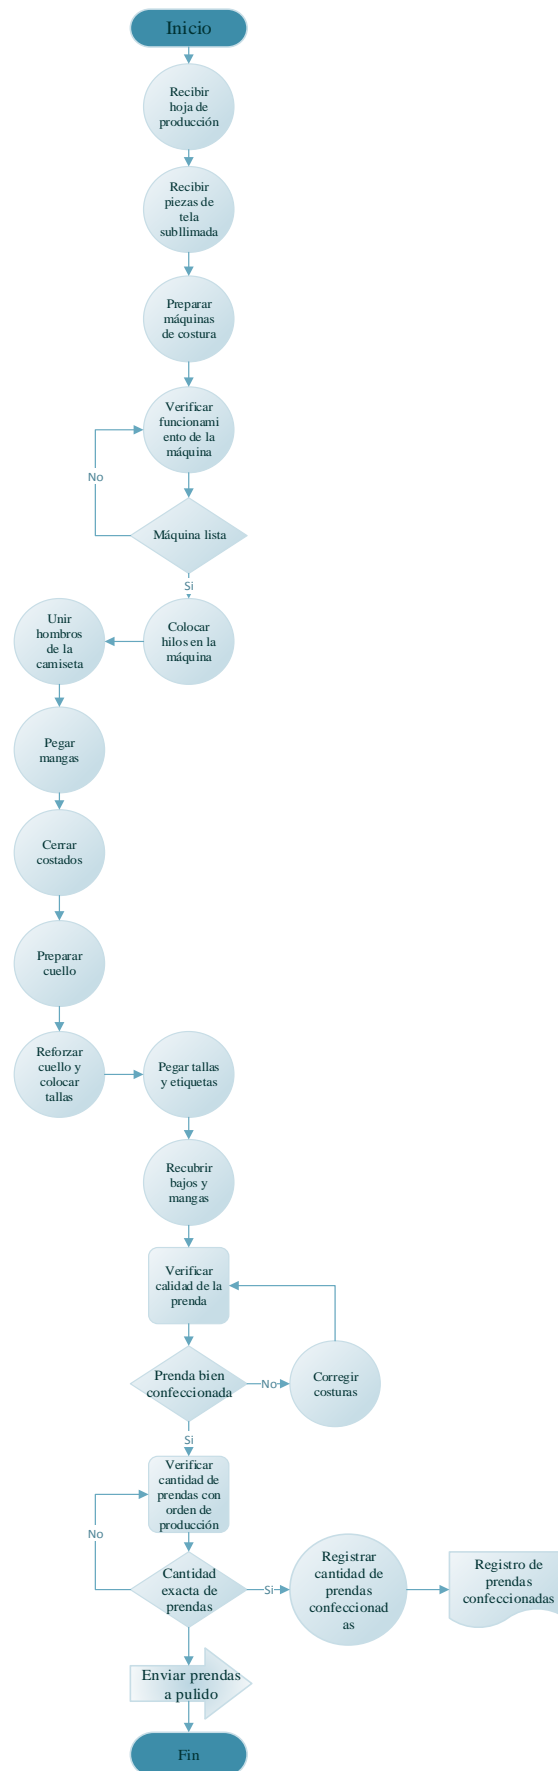 Inicio
Recibir
hoja de
producción
Recibir
piezas de
tela
subllimada
Preparar
máquinas
de costura
Verificar
funcionami
ento de la
máquina
No
Máquina lista
Si
Colocar
hilos en la
máquina
Unir
hombros
de la
camiseta
Pegar
mangas
Cerrar
costados
Preparar
cuello
Reforzar
cuello y
colocar
tallas
Pegar tallas
y etiquetas
Recubrir
bajos y
mangas
Verificar
calidad de la
prenda
Prenda bien
confeccionada
No
Corregir
costuras
Si
Verificar
cantidad de
prendas con
orden de
producción
No
Cantidad
exacta de
prendas
Si
Registrar
cantidad de
prendas
confeccionad
as
Registro de
prendas
confeccionadas
Enviar prendas
a pulido
Fin